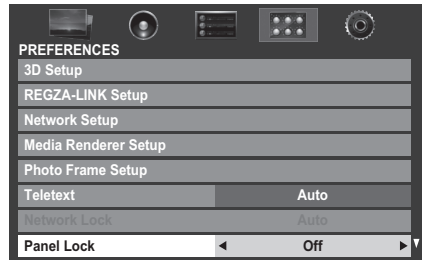 PREFERENCES
3D Setup
REGZA-LINK Setup
Network Setup
Media Renderer Setup
Photo Frame Setup
Teletext Auto
Network Lock Auto
Panel Lock Off